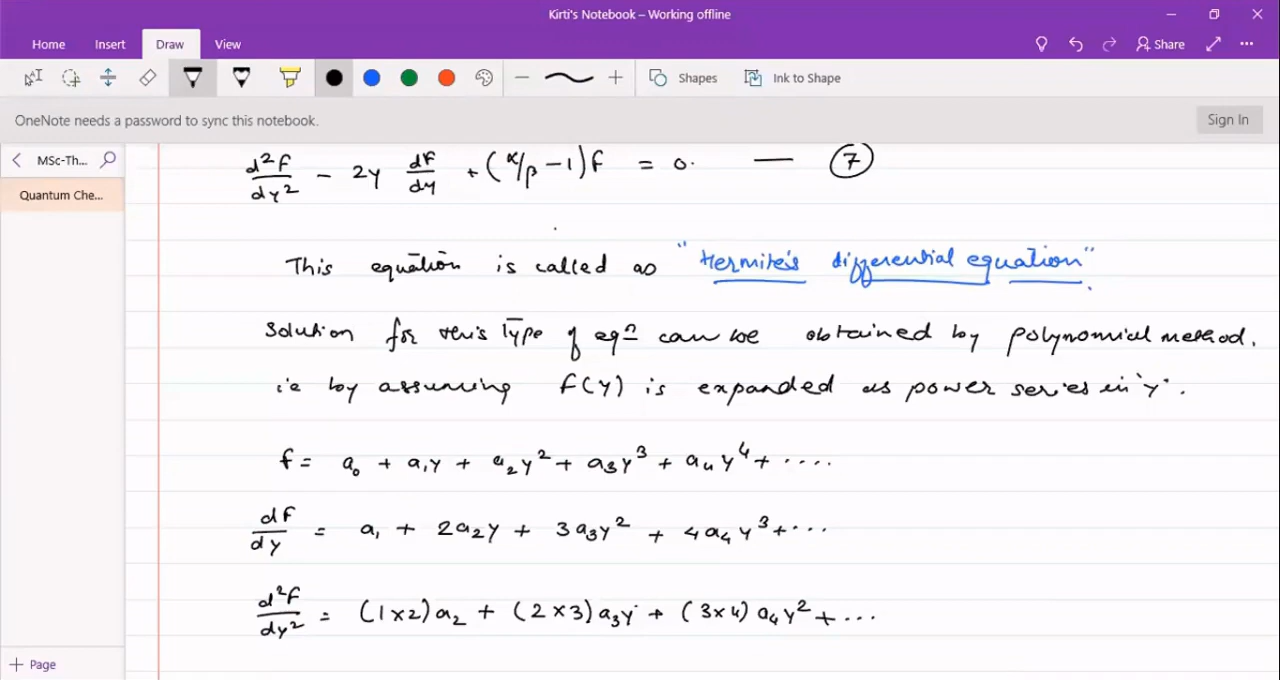 Kirti's Notebook – Working offline
Home Insert Draw View Share
Shapes Ink to Shape
OneNote needs a password to sync this notebook. Sign In
MSc-Th...
Quantum Che...
d²f/dy² - 2y df/dy + (α/β - 1)f = 0. — ⑦
This equation is called as "Hermite's differential equation".
Solution for this Type of eqn can be obtained by polynomial method.
i.e by assuming f(y) is expanded as power series in 'y'.
f = a₀ + a₁y + a₂y² + a₃y³ + a₄y⁴ + ....
df/dy = a₁ + 2a₂y + 3a₃y² + 4a₄y³ + ...
d²f/dy² = (1×2)a₂ + (2×3)a₃y + (3×4)a₄y² + ...
+ Page